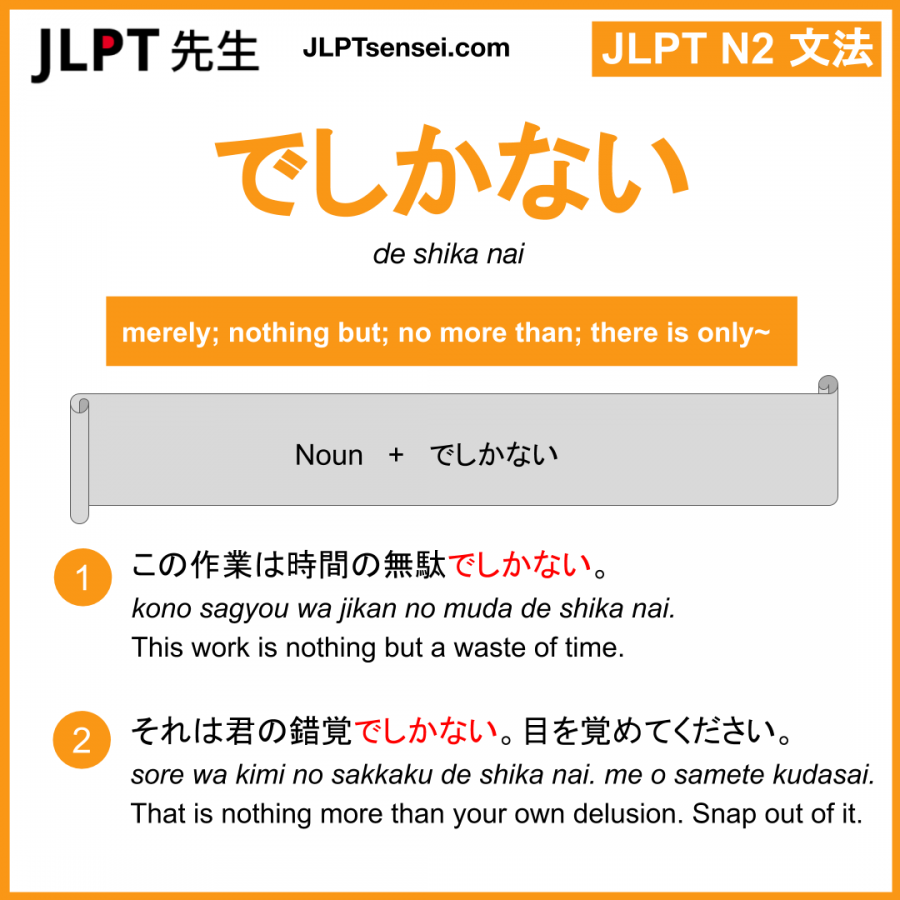 JLPT 先生
JLPTsensei.com
JLPT N2 文法
でしかない
de shika nai
merely; nothing but; no more than; there is only~
Noun + でしかない
1
この作業は時間の無駄でしかない。
kono sagyou wa jikan no muda de shika nai.
This work is nothing but a waste of time.
2
それは君の錯覚でしかない。目を覚めてください。
sore wa kimi no sakkaku de shika nai. me o samete kudasai.
That is nothing more than your own delusion. Snap out of it.